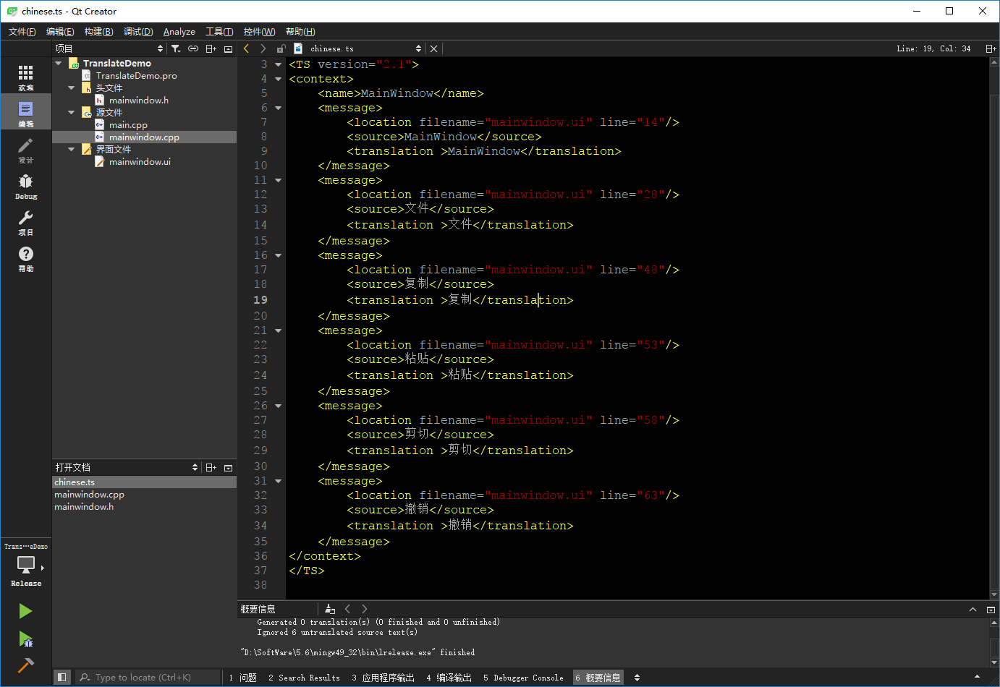 chinese.ts - Qt Creator
文件(F) 编辑(E) 构建(B) 调试(D) Analyze 工具(T) 控件(W) 帮助(H)
项目
chinese.ts
Line: 19, Col: 34
欢迎
编辑
设计
Debug
项目
帮助
TranslateDemo
TranslateDemo.pro
头文件
mainwindow.h
源文件
main.cpp
mainwindow.cpp
界面文件
mainwindow.ui
3 <TS version="2.1">
4 <context>
5 <name>MainWindow</name>
6 <message>
7 <location filename="mainwindow.ui" line="14"/>
8 <source>MainWindow</source>
9 <translation >MainWindow</translation>
10 </message>
11 <message>
12 <location filename="mainwindow.ui" line="28"/>
13 <source>文件</source>
14 <translation >文件</translation>
15 </message>
16 <message>
17 <location filename="mainwindow.ui" line="48"/>
18 <source>复制</source>
19 <translation >复制</translation>
20 </message>
21 <message>
22 <location filename="mainwindow.ui" line="53"/>
23 <source>粘贴</source>
24 <translation >粘贴</translation>
25 </message>
26 <message>
27 <location filename="mainwindow.ui" line="58"/>
28 <source>剪切</source>
29 <translation >剪切</translation>
30 </message>
31 <message>
32 <location filename="mainwindow.ui" line="63"/>
33 <source>撤销</source>
34 <translation >撤销</translation>
35 </message>
36 </context>
37 </TS>
38
打开文档
chinese.ts
mainwindow.cpp
mainwindow.h
Trans···eDemo
Release
概要信息
Generated 0 translation(s) (0 finished and 0 unfinished)
Ignored 6 untranslated source text(s)
"D:\SoftWare\5.6\mingw49_32\bin\lrelease.exe" finished
Type to locate (Ctrl+K)
1 问题 2 Search Results 3 应用程序输出 4 编译输出 5 Debugger Console 6 概要信息